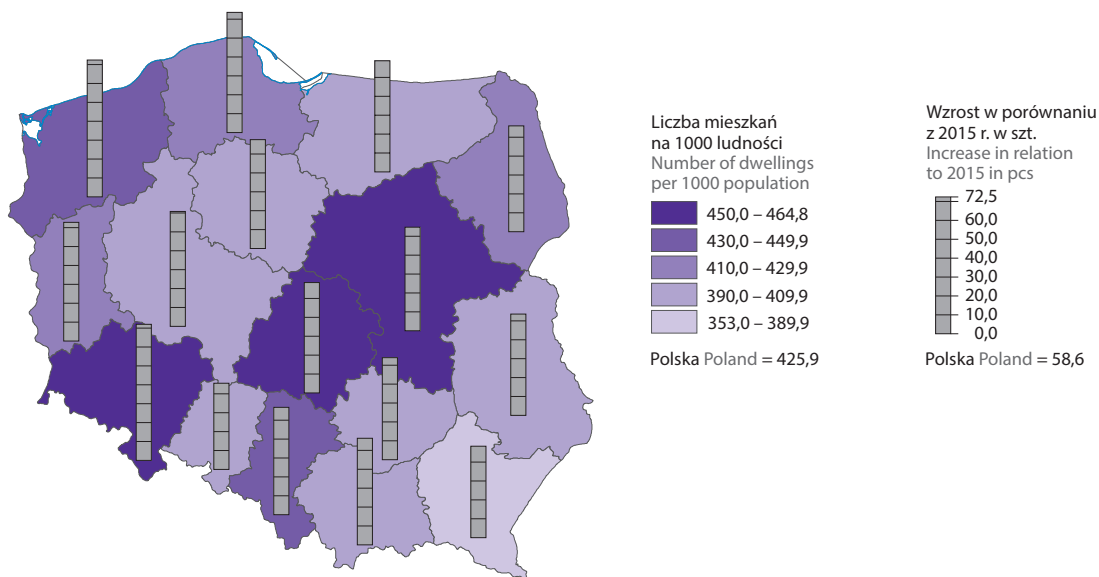 Liczba mieszkań
na 1000 ludności
Number of dwellings
per 1000 population
450,0 – 464,8
430,0 – 449,9
410,0 – 429,9
390,0 – 409,9
353,0 – 389,9
Polska Poland = 425,9
Wzrost w porównaniu
z 2015 r. w szt.
Increase in relation
to 2015 in pcs
72,5
60,0
50,0
40,0
30,0
20,0
10,0
0,0
Polska Poland = 58,6